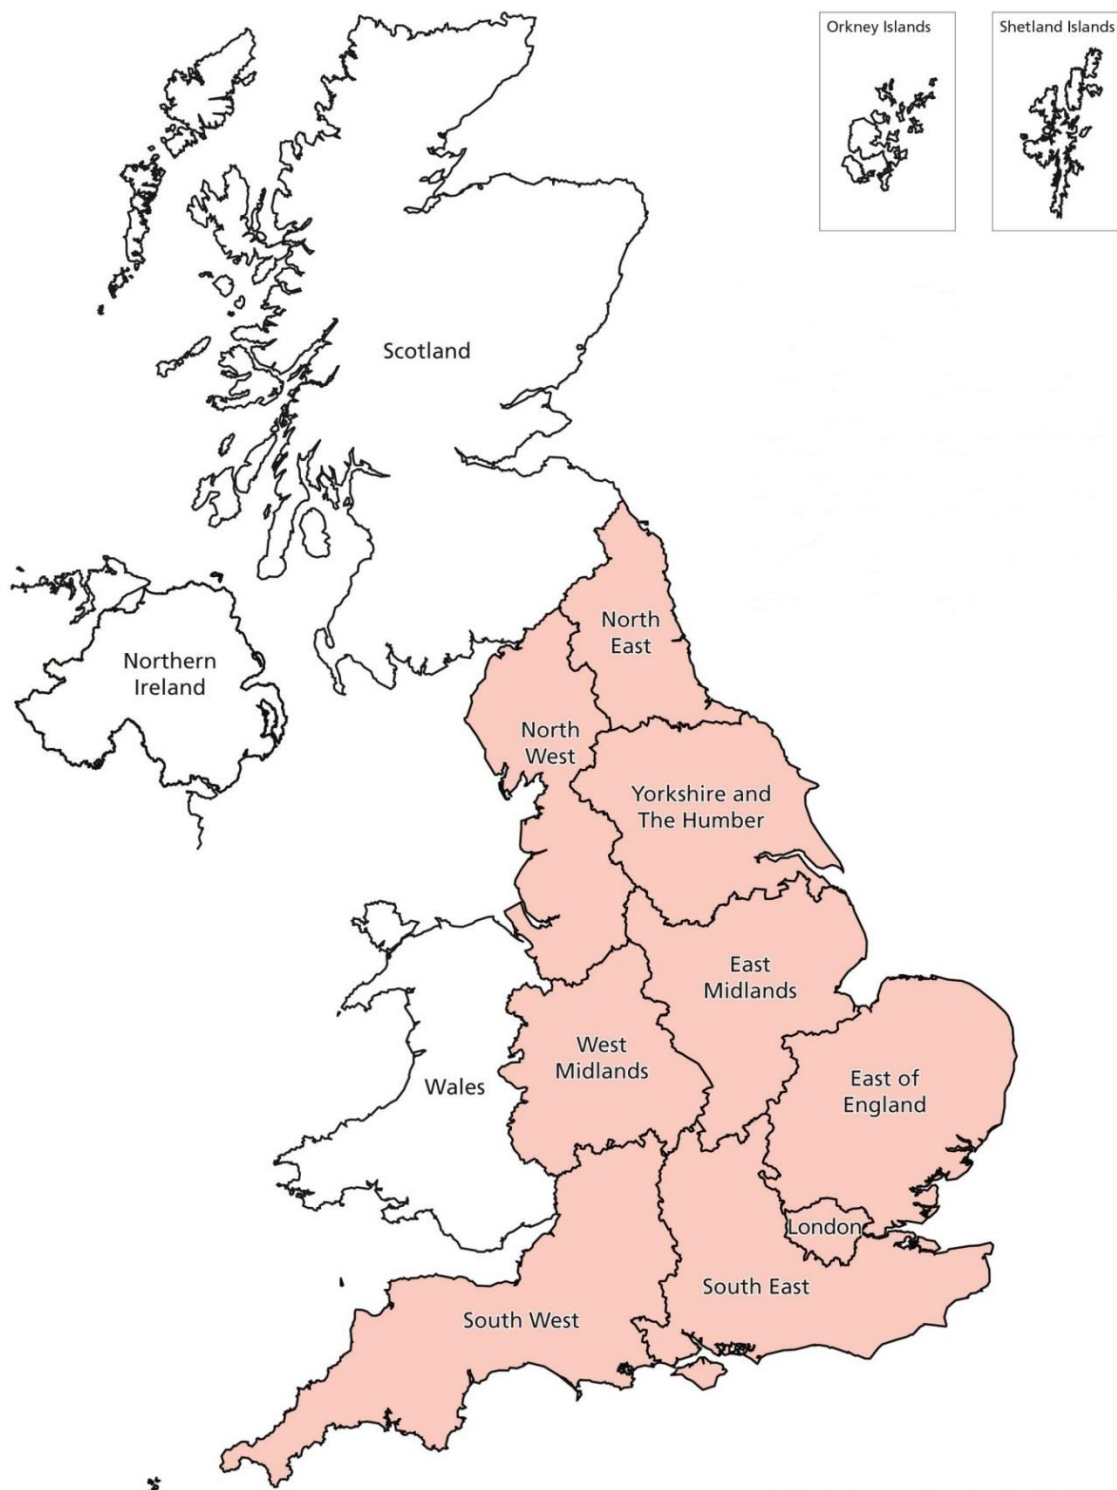 Orkney Islands
Shetland Islands
Scotland
North
East
Northern
Ireland
North
West
Yorkshire and
The Humber
East
Midlands
West
Midlands
Wales
East of
England
London
South East
South West